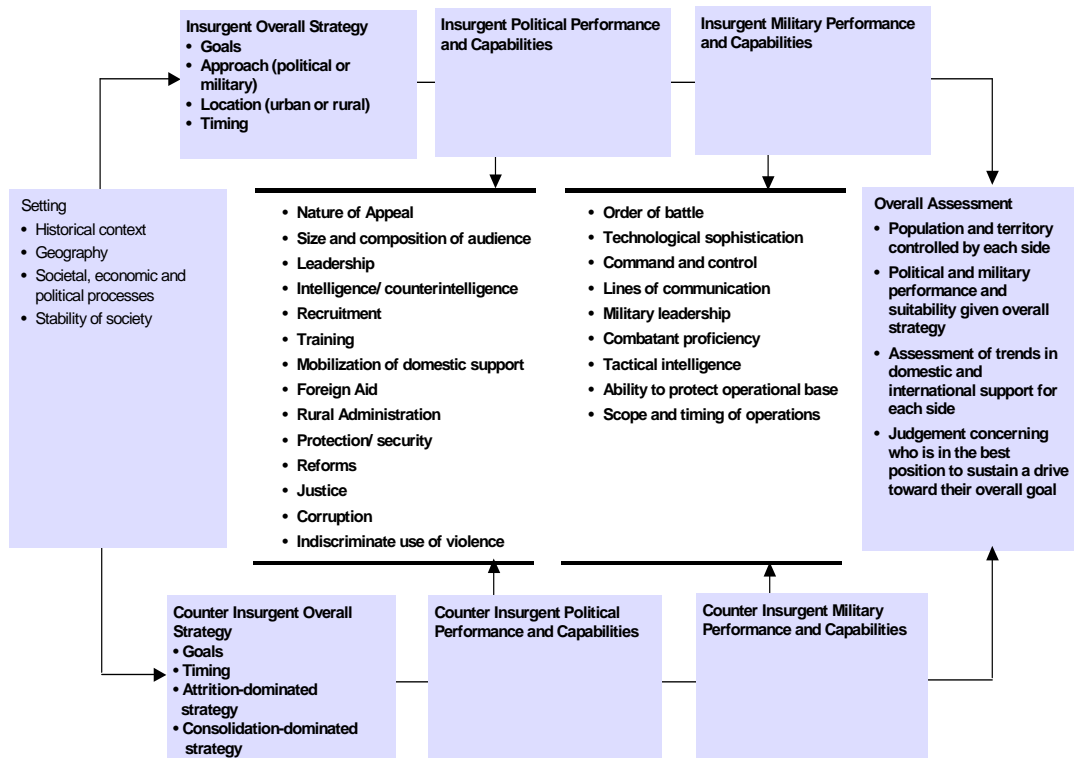 Insurgent Overall Strategy
• Goals
• Approach (political or
military)
• Location (urban or rural)
• Timing
Insurgent Political Performance
and Capabilities
Insurgent Military Performance
and Capabilities
Setting
• Historical context
• Geography
• Societal, economic and
political processes
• Stability of society
• Nature of Appeal
• Size and composition of audience
• Leadership
• Intelligence/ counterintelligence
• Recruitment
• Training
• Mobilization of domestic support
• Foreign Aid
• Rural Administration
• Protection/ security
• Reforms
• Justice
• Corruption
• Indiscriminate use of violence
• Order of battle
• Technological sophistication
• Command and control
• Lines of communication
• Military leadership
• Combatant proficiency
• Tactical intelligence
• Ability to protect operational base
• Scope and timing of operations
Overall Assessment
• Population and territory
controlled by each side
• Political and military
performance and
suitability given overall
strategy
• Assessment of trends in
domestic and
international support for
each side
• Judgement concerning
who is in the best
position to sustain a drive
toward their overall goal
Counter Insurgent Overall
Strategy
• Goals
• Timing
• Attrition-dominated
strategy
• Consolidation-dominated
strategy
Counter Insurgent Political
Performance and Capabilities
Counter Insurgent Military
Performance and Capabilities